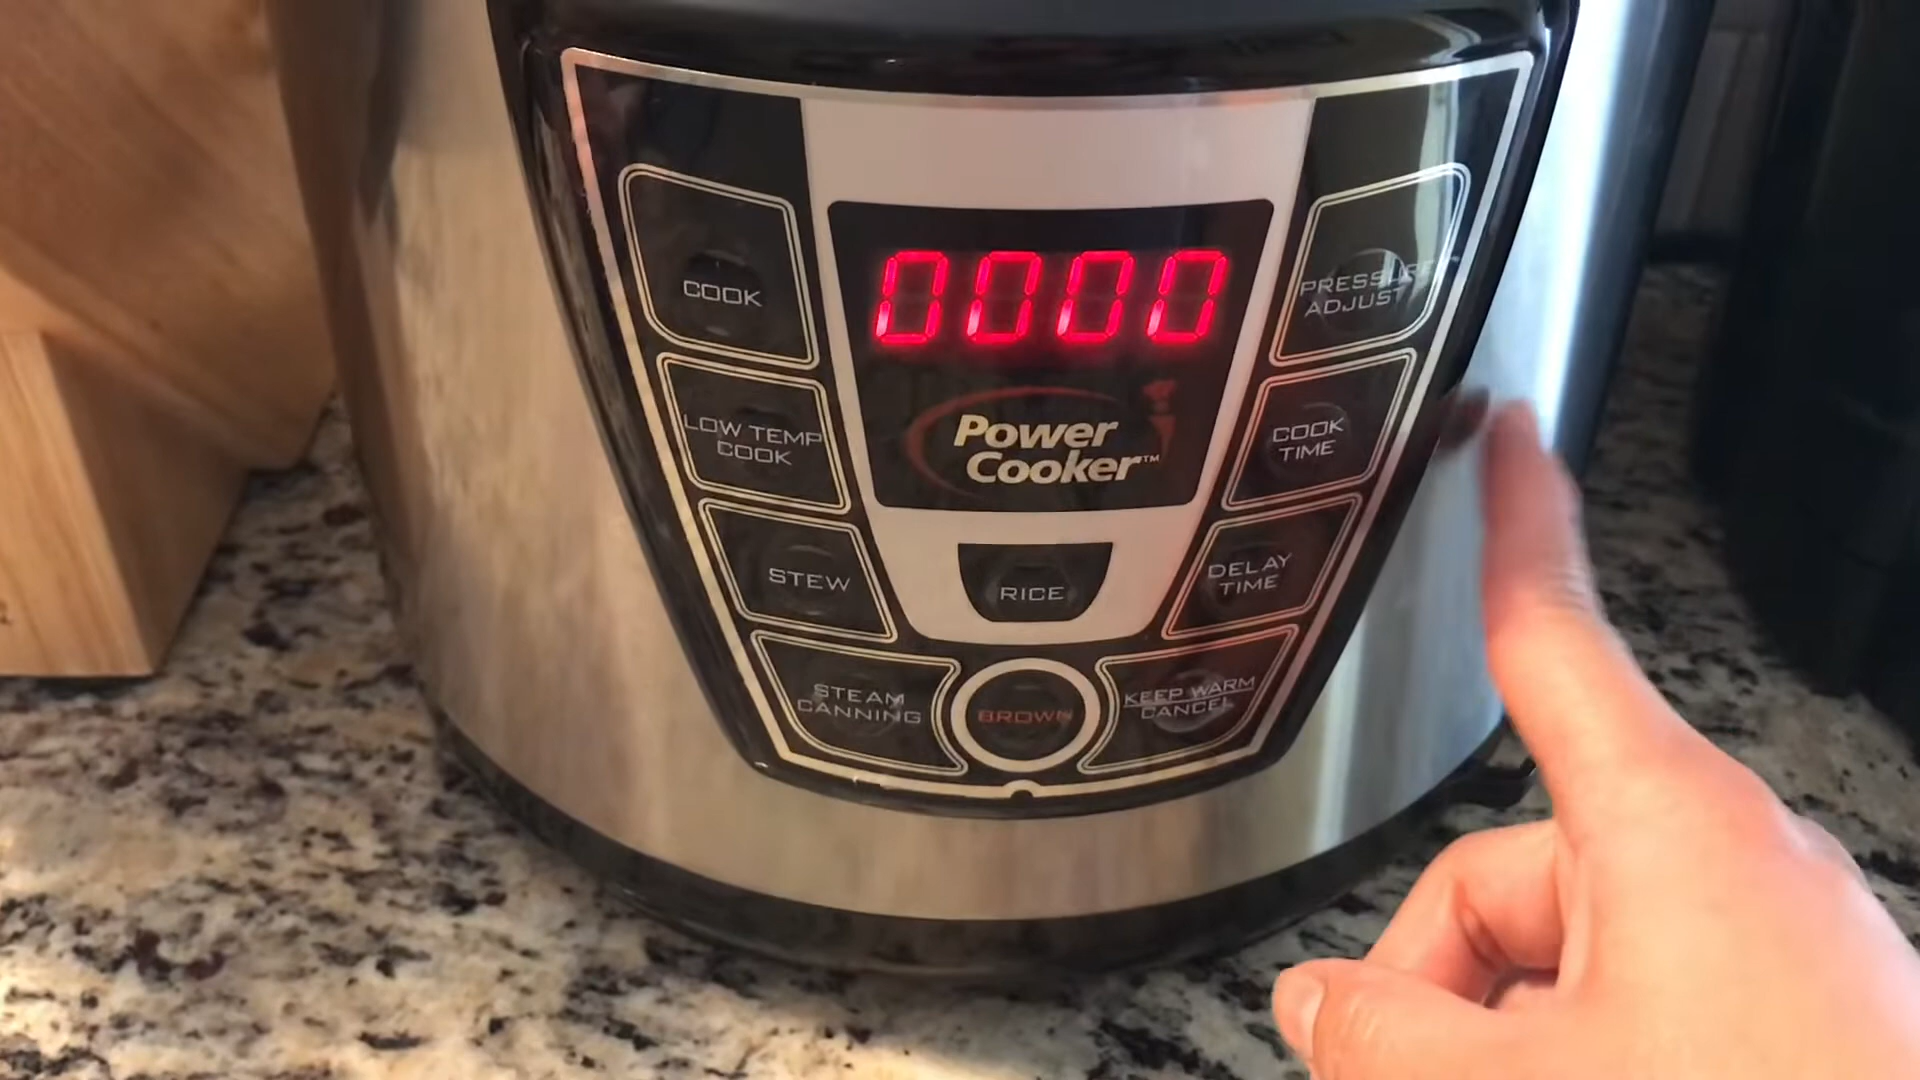 0000
COOK
PRESSURE
ADJUST
Power
Cooker™
LOW TEMP
COOK
COOK
TIME
STEW
RICE
DELAY
TIME
STEAM
CANNING
BROWN
KEEP WARM
CANCEL